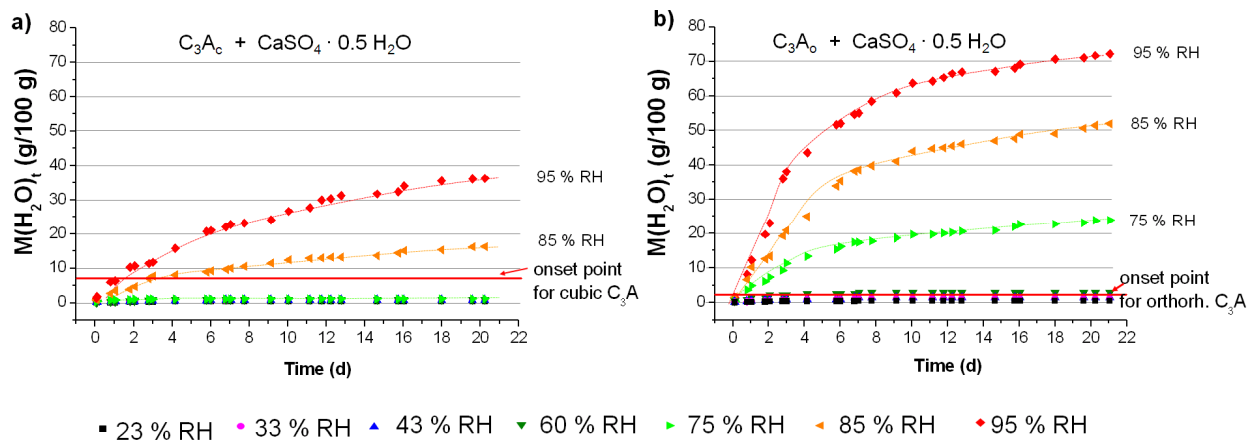 a)
C₃Ac + CaSO₄ · 0.5 H₂O
M(H₂O)t (g/100 g)
80
70
60
50
40
30
20
10
0
95 % RH
85 % RH
onset point
for cubic C₃A
0 2 4 6 8 10 12 14 16 18 20 22
Time (d)
b)
C₃Aₒ + CaSO₄ · 0.5 H₂O
M(H₂O)t (g/100 g)
80
70
60
50
40
30
20
10
0
95 % RH
85 % RH
75 % RH
onset point
for orthorh. C₃A
0 2 4 6 8 10 12 14 16 18 20 22
Time (d)
23 % RH 33 % RH 43 % RH 60 % RH 75 % RH 85 % RH 95 % RH